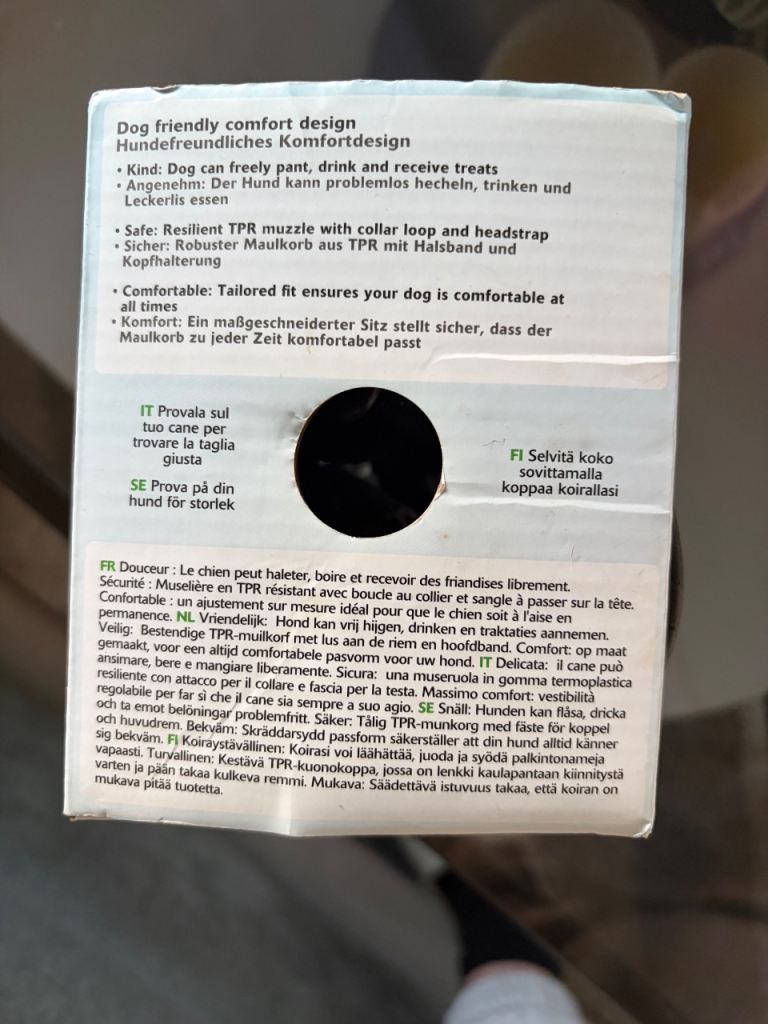 Dog friendly comfort design
Hundefreundliches Komfortdesign
• Kind: Dog can freely pant, drink and receive treats
• Angenehm: Der Hund kann problemlos hecheln, trinken und
Leckerlis essen
• Safe: Resilient TPR muzzle with collar loop and headstrap
• Sicher: Robuster Maulkorb aus TPR mit Halsband und
Kopfhalterung
• Comfortable: Tailored fit ensures your dog is comfortable at
all times
• Komfort: Ein maßgeschneiderter Sitz stellt sicher, dass der
Maulkorb zu jeder Zeit komfortabel passt
IT Provala sul
tuo cane per
trovare la taglia
giusta
SE Prova på din
hund för storlek
FI Selvitä koko
sovittamalla
koppaa koirallasi
FR Douceur : Le chien peut haleter, boire et recevoir des friandises librement.
Sécurité : Muselière en TPR résistant avec boucle au collier et sangle à passer sur la tête.
Confortable : un ajustement sur mesure idéal pour que le chien soit à l'aise en
permanence. NL Vriendelijk: Hond kan vrij hijgen, drinken en traktaties aannemen.
Veilig: Bestendige TPR-muilkorf met lus aan de riem en hoofdband. Comfort: op maat
gemaakt, voor een altijd comfortabele pasvorm voor uw hond. IT Delicata: il cane può
ansimare, bere e mangiare liberamente. Sicura: una museruola in gomma termoplastica
resiliente con attacco per il collare e fascia per la testa. Massimo comfort: vestibilità
regolabile per far sì che il cane sia sempre a suo agio. SE Snäll: Hunden kan flåsa, dricka
och ta emot belöningar problemfritt. Säker: Tålig TPR-munkorg med fäste för koppel
och huvudrem. Bekväm: Skräddarsydd passform säkerställer att din hund alltid känner
sig bekväm. FI Koiraystävällinen: Koirasi voi läähättää, juoda ja syödä palkintonameja
vapaasti. Turvallinen: Kestävä TPR-kuonokoppa, jossa on lenkki kaulapantaan kiinnitystä
varten ja pään takaa kulkeva remmi. Mukava: Säädettävä istuvuus takaa, että koiran on
mukava pitää tuotetta.